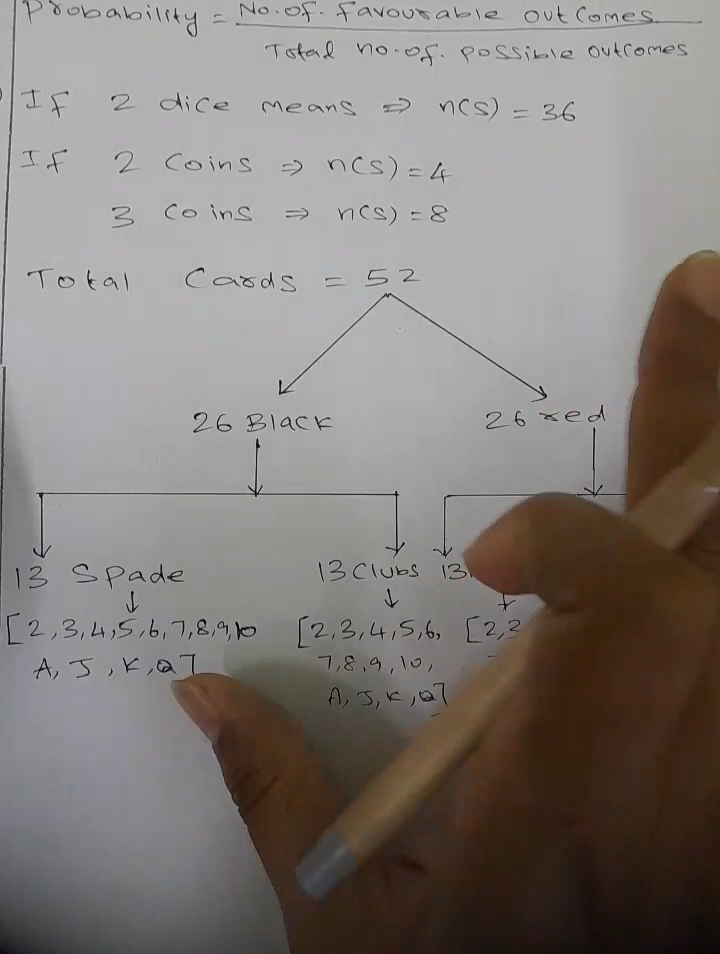 Probability = No. of. favourable outcomes
Total no. of. possible outcomes
If 2 dice means ⇒ n(s) = 36
If 2 coins ⇒ n(s) = 4
3 coins ⇒ n(s) = 8
Total Cards = 52
26 Black 26 red
13 Spade 13 Clubs 13
[2,3,4,5,6,7,8,9,10 [2,3,4,5,6, [2,3
A, J, K, Q] 7,8,9,10,
A, J, K, Q]